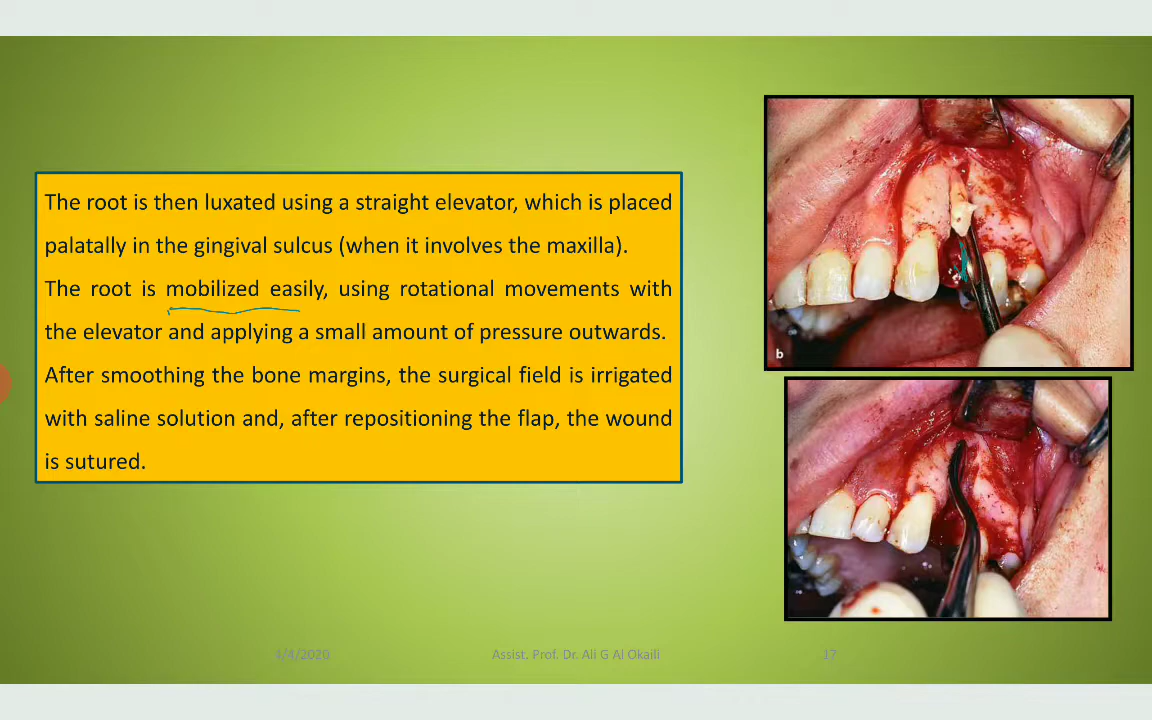 The root is then luxated using a straight elevator, which is placed
palatally in the gingival sulcus (when it involves the maxilla).
The root is mobilized easily, using rotational movements with
the elevator and applying a small amount of pressure outwards.
After smoothing the bone margins, the surgical field is irrigated
with saline solution and, after repositioning the flap, the wound
is sutured.
b
4/4/2020 Assist. Prof. Dr. Ali G Al Okaili 17